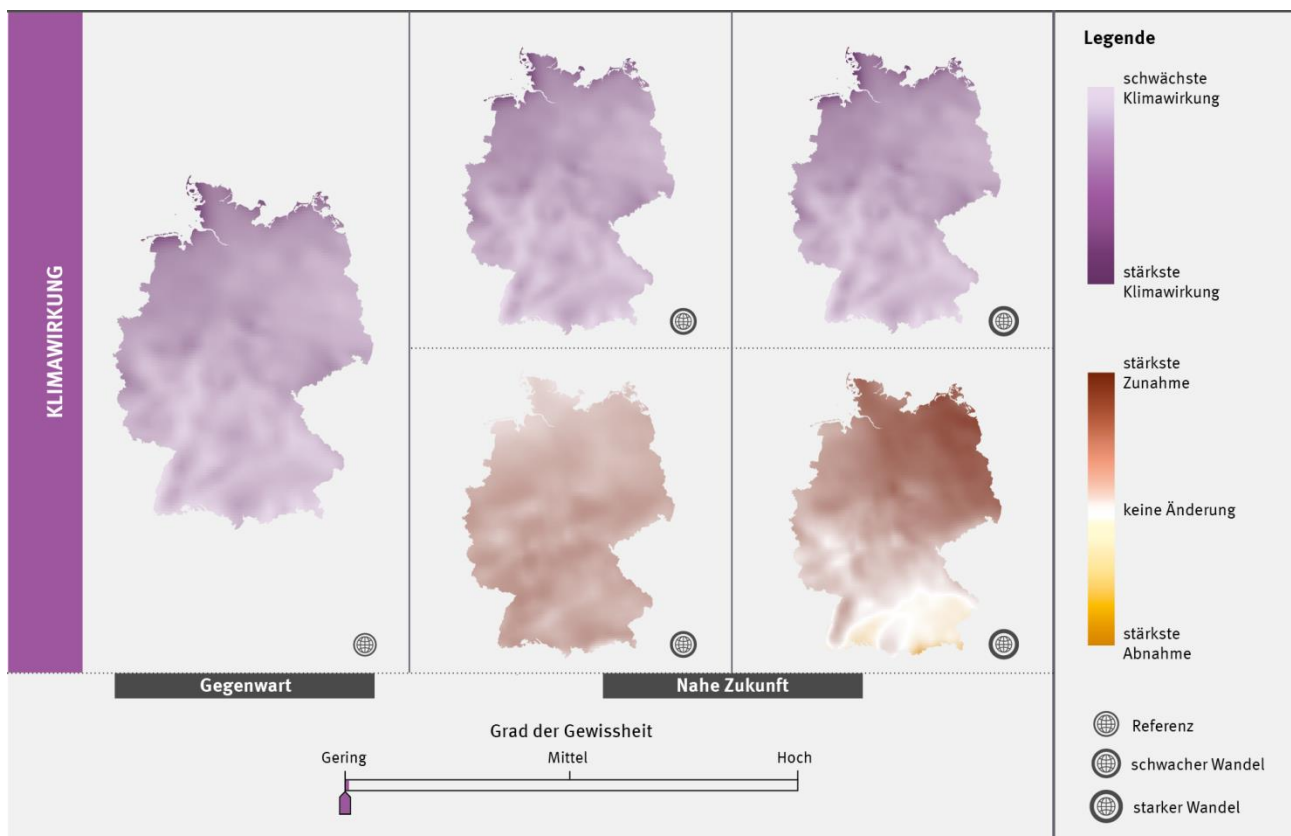 KLIMAWIRKUNG
Gegenwart
Nahe Zukunft
Grad der Gewissheit
Gering
Mittel
Hoch
Legende
schwächste
Klimawirkung
stärkste
Klimawirkung
stärkste
Zunahme
keine Änderung
stärkste
Abnahme
Referenz
schwacher Wandel
starker Wandel